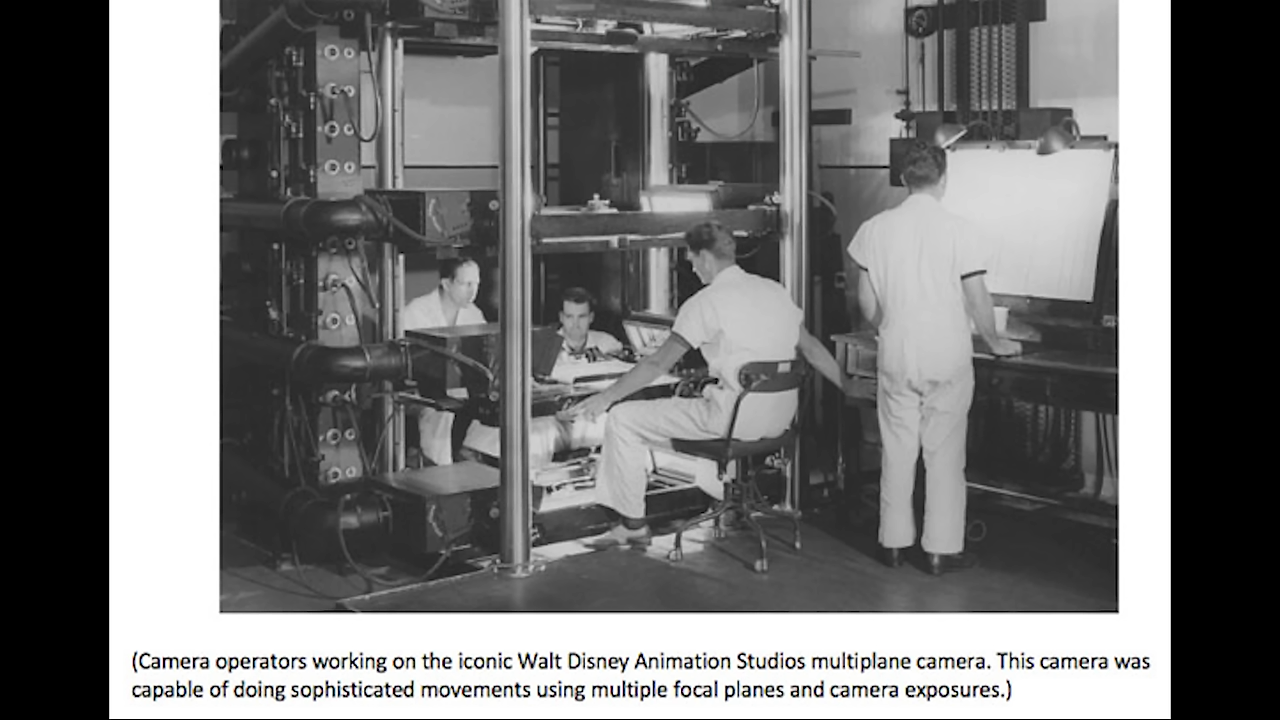 (Camera operators working on the iconic Walt Disney Animation Studios multiplane camera. This camera was
capable of doing sophisticated movements using multiple focal planes and camera exposures.)